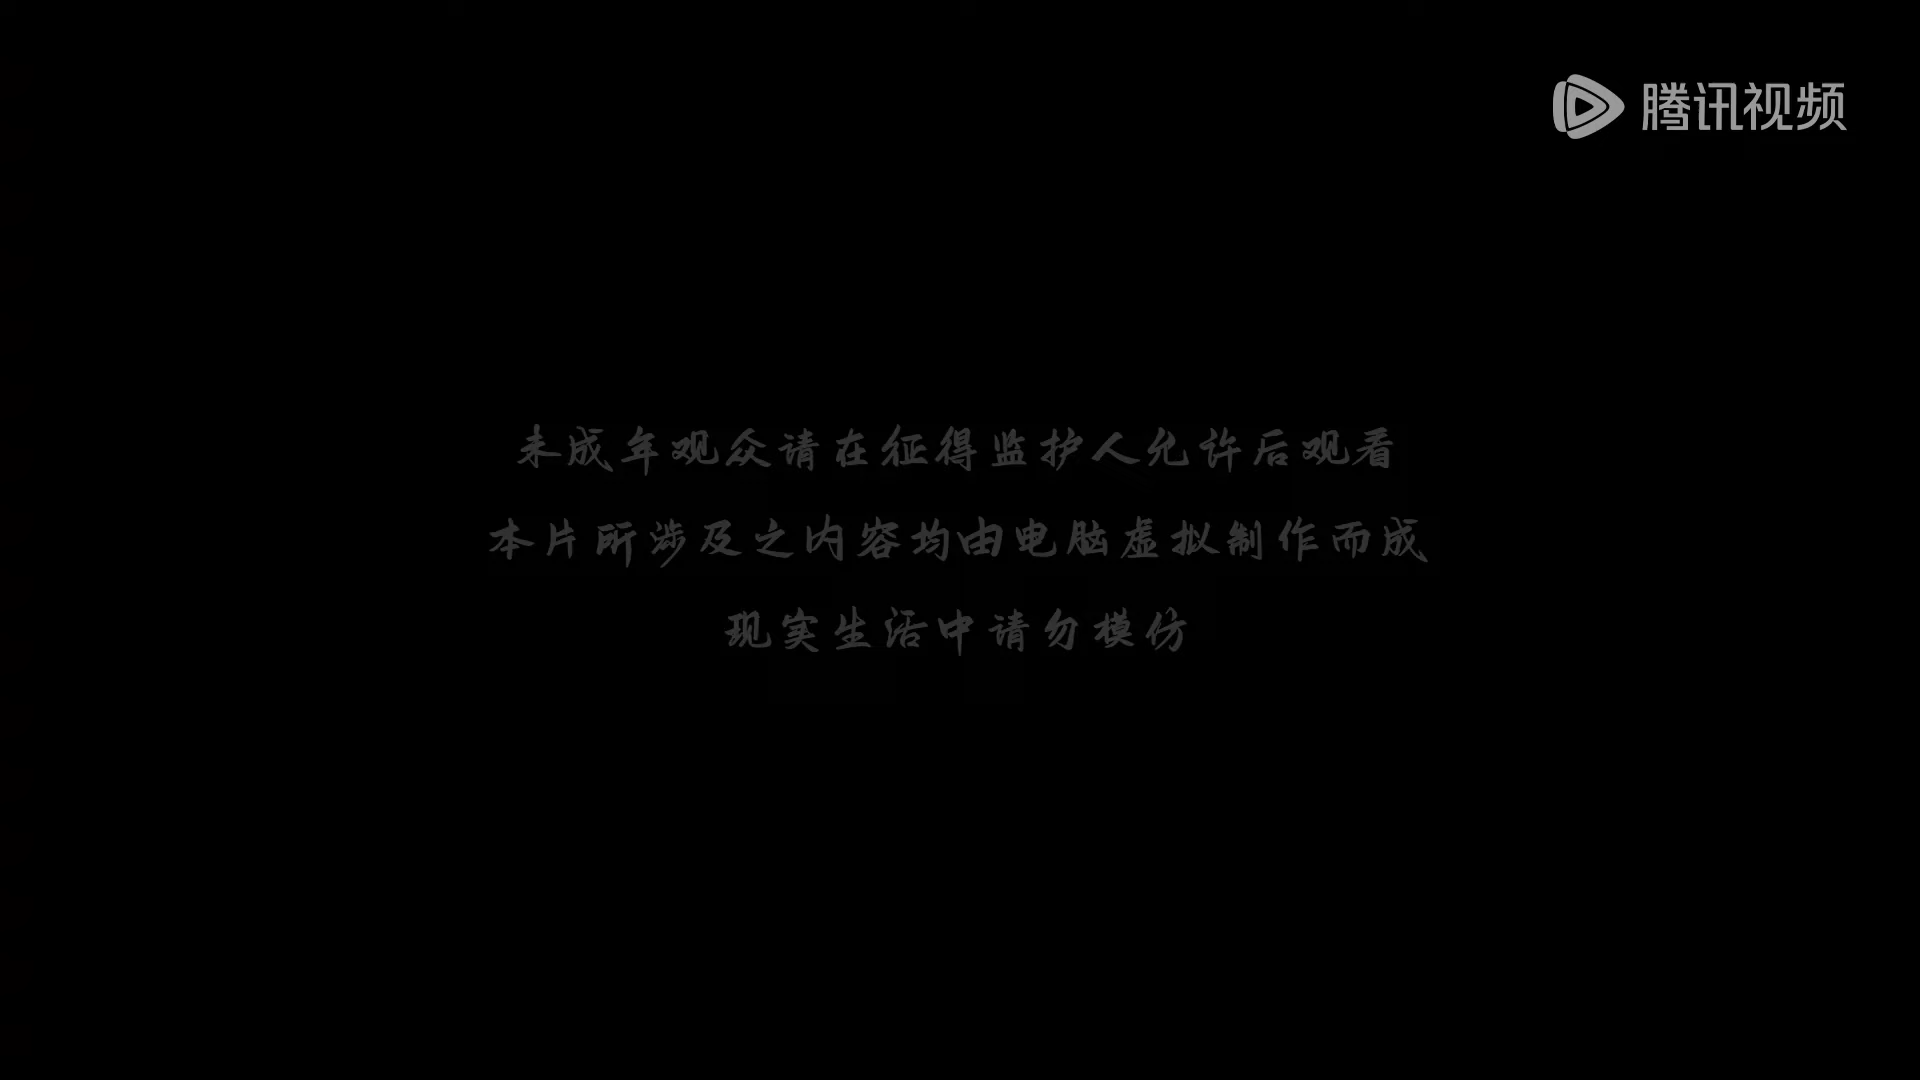 腾讯视频
未成年观众请在征得监护人允许后观看
本片所涉及之内容均由电脑虚拟制作而成
现实生活中请勿模仿